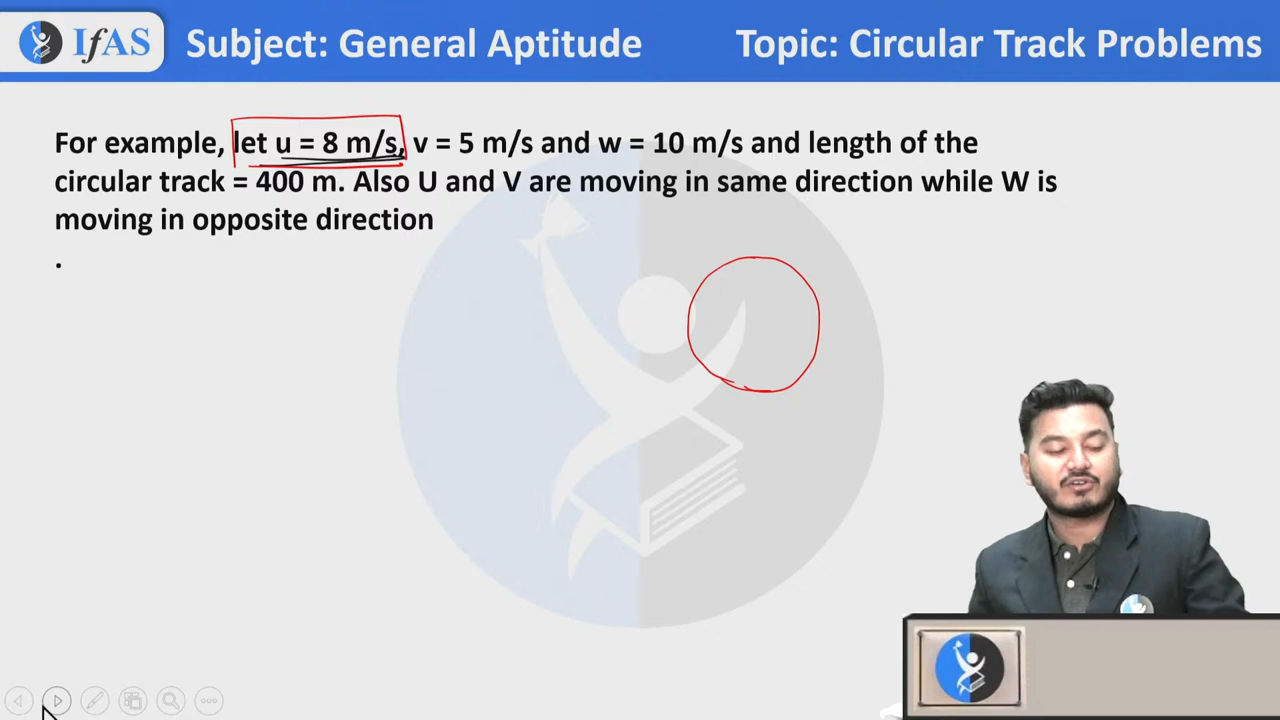 IfAS
Subject: General Aptitude
Topic: Circular Track Problems
For example, let u = 8 m/s, v = 5 m/s and w = 10 m/s and length of the
circular track = 400 m. Also U and V are moving in same direction while W is
moving in opposite direction
.